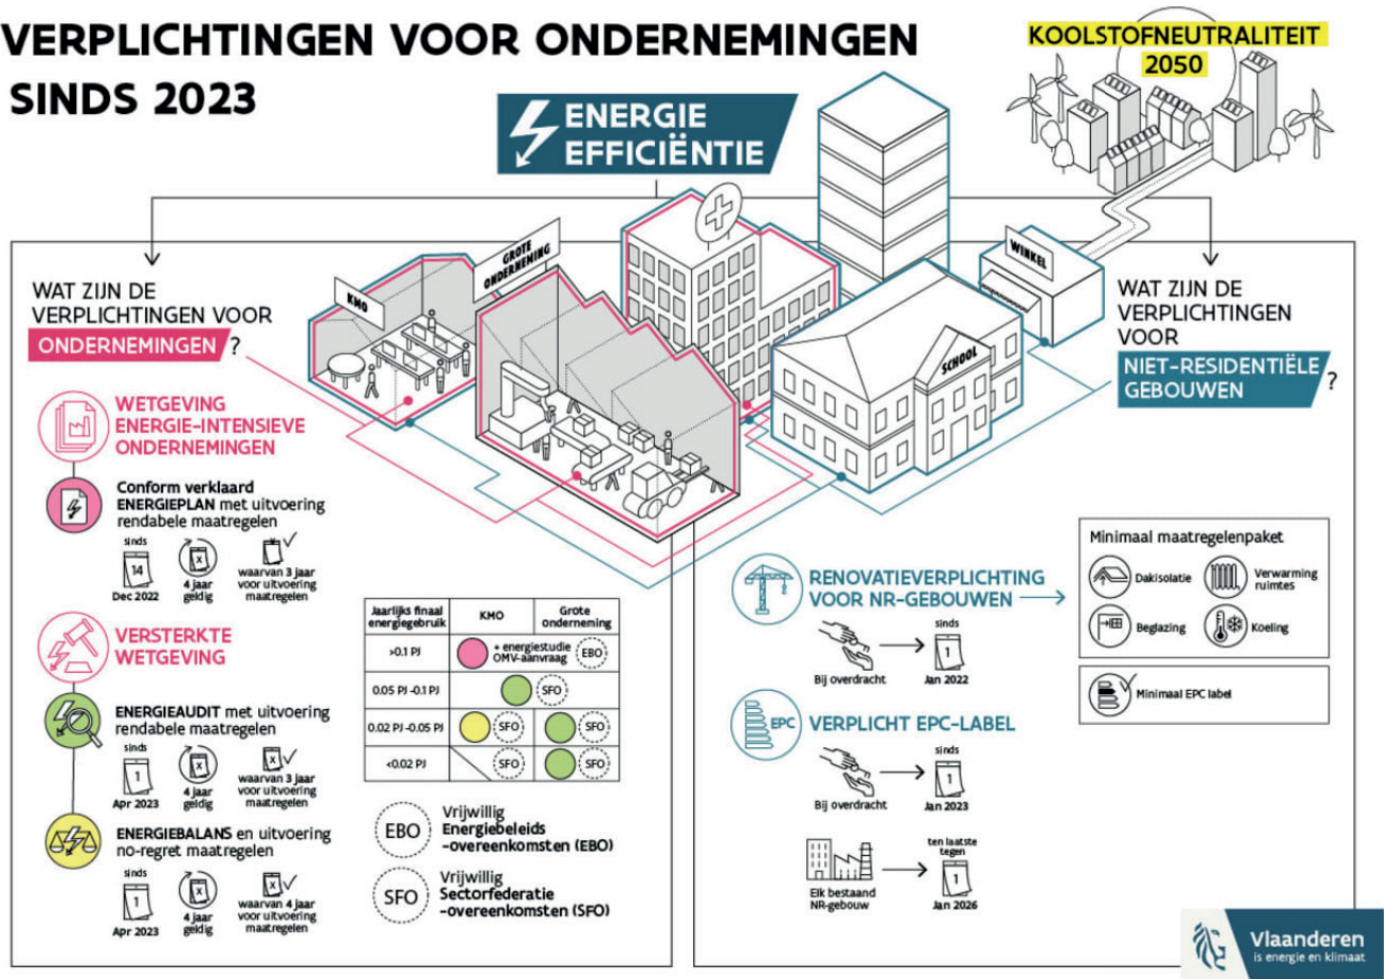 VERPLICHTINGEN VOOR ONDERNEMINGEN
SINDS 2023
KOOLSTOFNEUTRALITEIT
2050
ENERGIE
EFFICIËNTIE
KMO
GROTE
ONDERNEMING
WINKEL
SCHOOL
WAT ZIJN DE
VERPLICHTINGEN VOOR
ONDERNEMINGEN ?
WETGEVING
ENERGIE-INTENSIEVE
ONDERNEMINGEN
Conform verklaard
ENERGIEPLAN met uitvoering
rendabele maatregelen
sinds
14
Dec 2022
X
4 jaar
geldig
waarvan 3 jaar
voor uitvoering
maatregelen
VERSTERKTE
WETGEVING
ENERGIEAUDIT met uitvoering
rendabele maatregelen
sinds
1
Apr 2023
X
4 jaar
geldig
X
waarvan 3 jaar
voor uitvoering
maatregelen
ENERGIEBALANS en uitvoering
no-regret maatregelen
sinds
1
Apr 2023
X
4 jaar
geldig
X
waarvan 4 jaar
voor uitvoering
maatregelen
Jaarlijks finaal
energiegebruik
KMO
Grote
onderneming
>0.1 PJ
+ energiestudie
OMV-aanvraag
EBO
0.05 PJ -0.1 PJ
SFO
0.02 PJ -0.05 PJ
SFO
SFO
<0.02 PJ
SFO
SFO
EBO
Vrijwillig
Energiebeleids
-overeenkomsten (EBO)
SFO
Vrijwillig
Sectorfederatie
-overeenkomsten (SFO)
WAT ZIJN DE
VERPLICHTINGEN
VOOR
NIET-RESIDENTIËLE
GEBOUWEN ?
RENOVATIEVERPLICHTING
VOOR NR-GEBOUWEN
Bij overdracht
sinds
1
Jan 2022
EPC
VERPLICHT EPC-LABEL
Bij overdracht
sinds
1
Jan 2023
Elk bestaand
NR-gebouw
ten laatste
tegen
1
Jan 2026
Minimaal maatregelenpakket
Dakisolatie
Verwarming
ruimtes
Beglazing
Koeling
Minimaal EPC label
Vlaanderen
is energie en klimaat